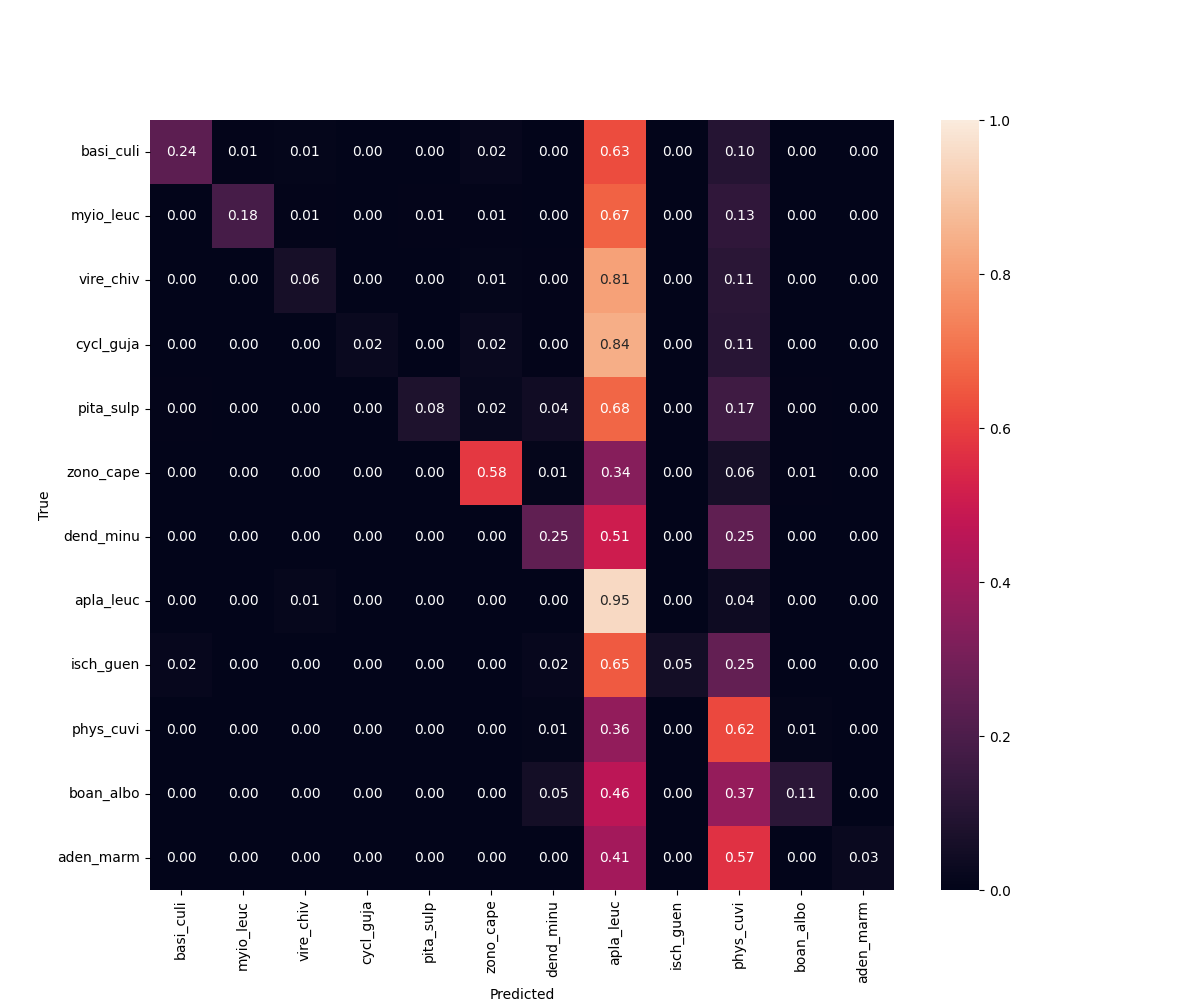 basi_culi 0.24 0.01 0.01 0.00 0.00 0.02 0.00 0.63 0.00 0.10 0.00 0.00
myio_leuc 0.00 0.18 0.01 0.00 0.01 0.01 0.00 0.67 0.00 0.13 0.00 0.00
vire_chiv 0.00 0.00 0.06 0.00 0.00 0.01 0.00 0.81 0.00 0.11 0.00 0.00
cycl_guja 0.00 0.00 0.00 0.02 0.00 0.02 0.00 0.84 0.00 0.11 0.00 0.00
pita_sulp 0.00 0.00 0.00 0.00 0.08 0.02 0.04 0.68 0.00 0.17 0.00 0.00
zono_cape 0.00 0.00 0.00 0.00 0.00 0.58 0.01 0.34 0.00 0.06 0.01 0.00
dend_minu 0.00 0.00 0.00 0.00 0.00 0.00 0.25 0.51 0.00 0.25 0.00 0.00
apla_leuc 0.00 0.00 0.01 0.00 0.00 0.00 0.00 0.95 0.00 0.04 0.00 0.00
isch_guen 0.02 0.00 0.00 0.00 0.00 0.00 0.02 0.65 0.05 0.25 0.00 0.00
phys_cuvi 0.00 0.00 0.00 0.00 0.00 0.00 0.01 0.36 0.00 0.62 0.01 0.00
boan_albo 0.00 0.00 0.00 0.00 0.00 0.00 0.05 0.46 0.00 0.37 0.11 0.00
aden_marm 0.00 0.00 0.00 0.00 0.00 0.00 0.00 0.41 0.00 0.57 0.00 0.03
True
basi_culi myio_leuc vire_chiv cycl_guja pita_sulp zono_cape dend_minu apla_leuc isch_guen phys_cuvi boan_albo aden_marm
Predicted
1.0
0.8
0.6
0.4
0.2
0.0